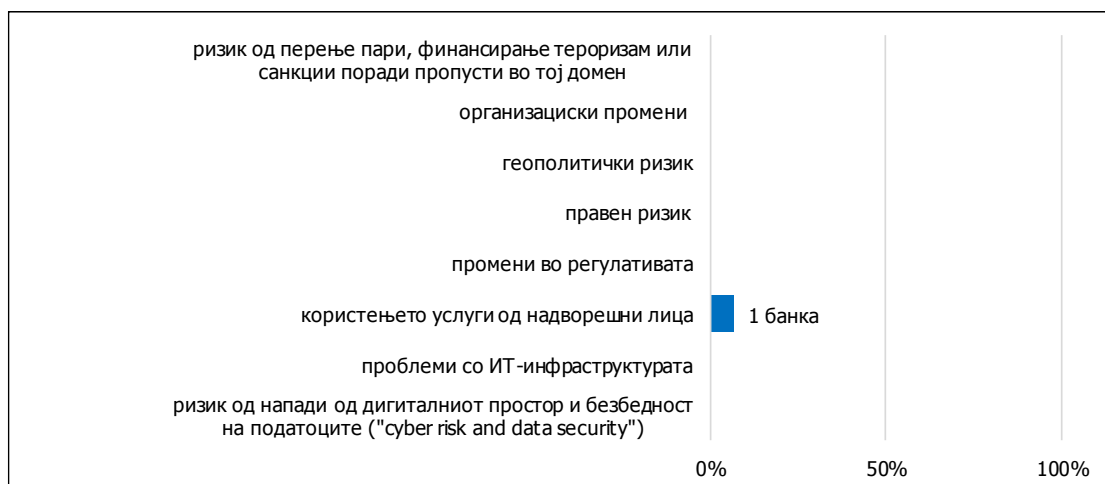 ризик од перење пари, финансирање тероризам или
санкции поради пропусти во тој домен
организациски промени
геополитички ризик
правен ризик
промени во регулативата
користењето услуги од надворешни лица
1 банка
проблеми со ИТ-инфраструктурата
ризик од напади од дигиталниот простор и безбедност
на податоците ("cyber risk and data security")
0%
50%
100%